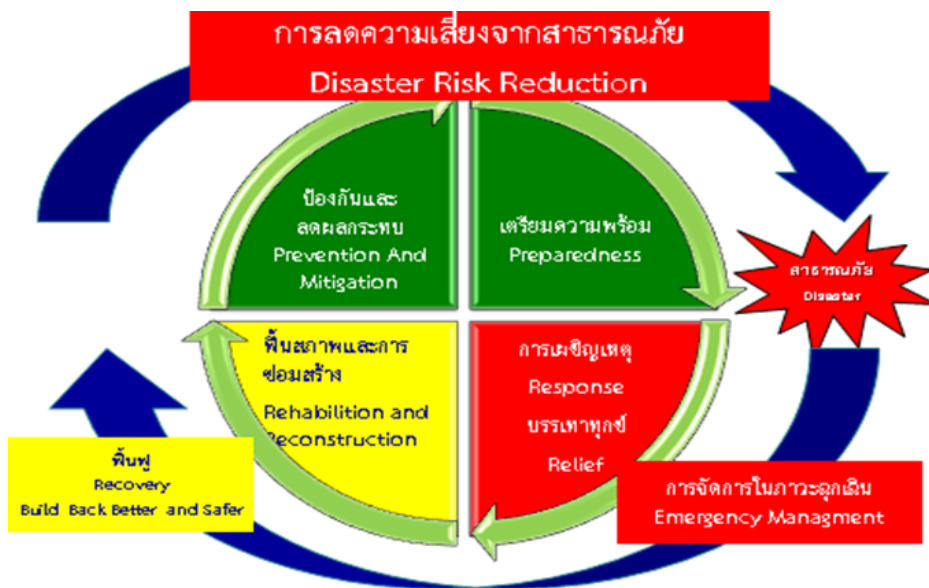 การลดความเสี่ยงจากสาธารณภัย
Disaster Risk Reduction
ป้องกันและ
ลดผลกระทบ
Prevention And
Mitigation
เตรียมความพร้อม
Preparedness
สาธารณภัย
Disaster
ฟื้นสภาพและการ
ซ่อมสร้าง
Rehabilition and
Reconstruction
การเผชิญเหตุ
Response
บรรเทาทุกข์
Relief
ฟื้นฟู
Recovery
Build Back Better and Safer
การจัดการในภาวะฉุกเฉิน
Emergency Managment